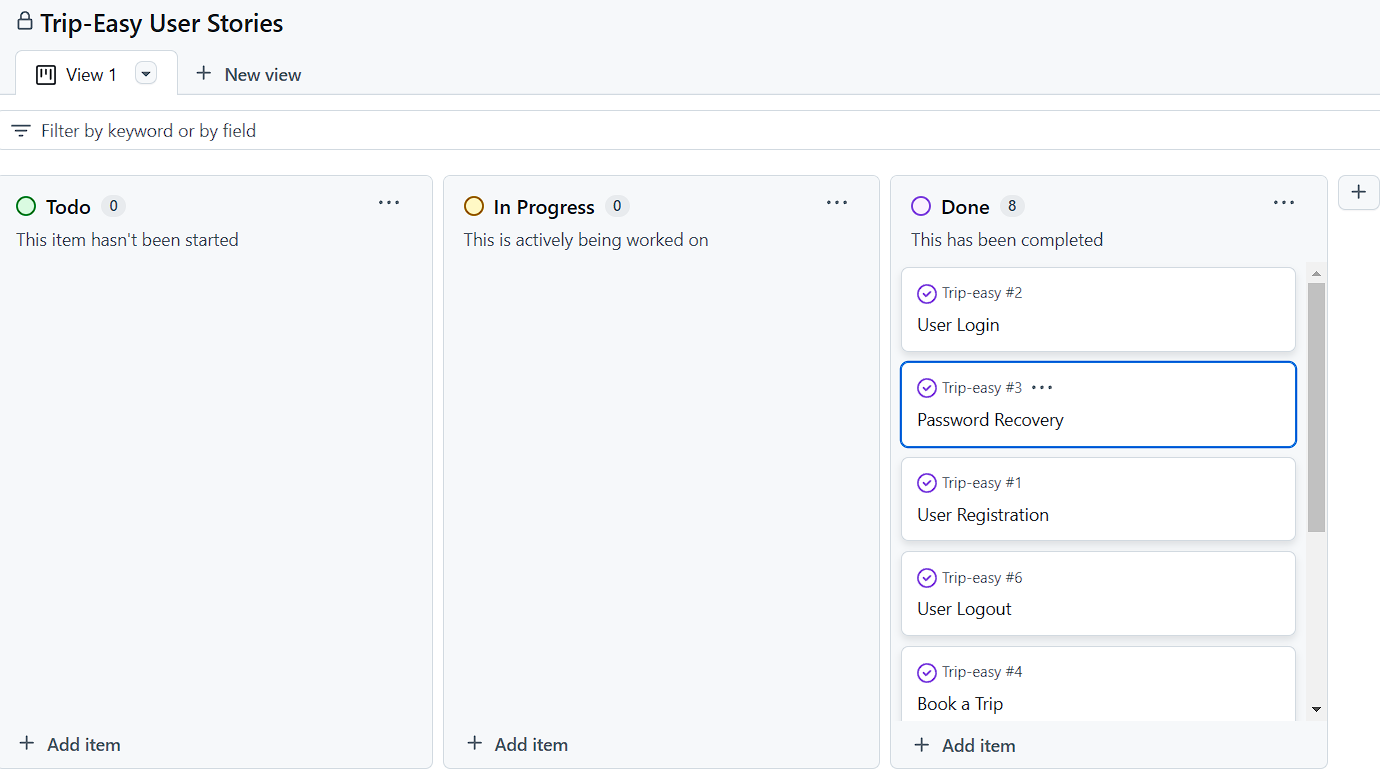 Trip-Easy User Stories
View 1
New view
Filter by keyword or by field
Todo 0
This item hasn't been started
Add item
In Progress 0
This is actively being worked on
Add item
Done 8
This has been completed
Trip-easy #2
User Login
Trip-easy #3
Password Recovery
Trip-easy #1
User Registration
Trip-easy #6
User Logout
Trip-easy #4
Book a Trip
Add item